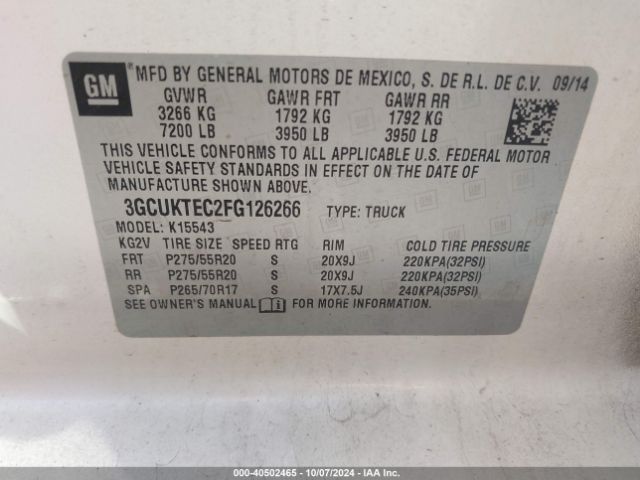 GM
MFD BY GENERAL MOTORS DE MEXICO, S. DE R.L. DE C.V. 09/14
GVWR GAWR FRT GAWR RR
3266 KG 1792 KG 1792 KG
7200 LB 3950 LB 3950 LB
THIS VEHICLE CONFORMS TO ALL APPLICABLE U.S. FEDERAL MOTOR
VEHICLE SAFETY STANDARDS IN EFFECT ON THE DATE OF
MANUFACTURE SHOWN ABOVE.
3GCUKTEC2FG126266 TYPE: TRUCK
MODEL: K15543
KG2V TIRE SIZE SPEED RTG RIM COLD TIRE PRESSURE
FRT P275/55R20 S 20X9J 220KPA(32PSI)
RR P275/55R20 S 20X9J 220KPA(32PSI)
SPA P265/70R17 S 17X7.5J 240KPA(35PSI)
SEE OWNER'S MANUAL i FOR MORE INFORMATION.
000-40502465 - 10/07/2024 - IAA Inc.